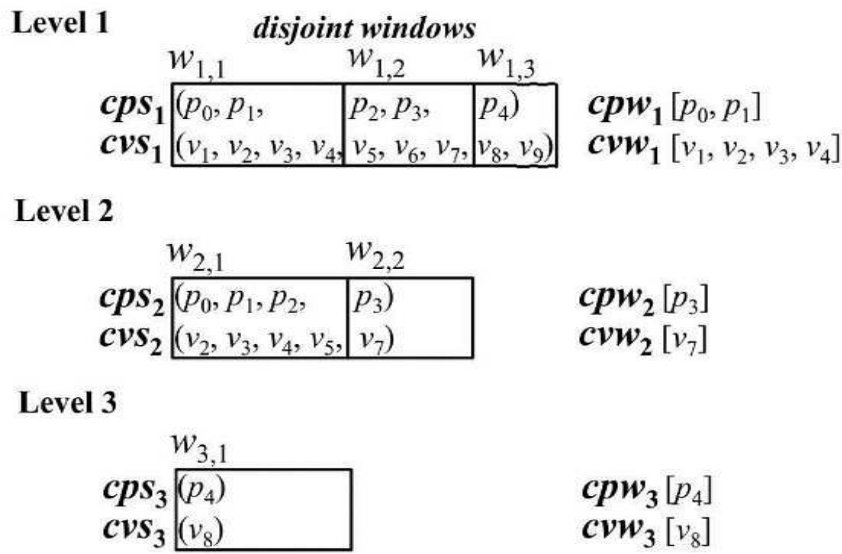 Level 1
disjoint windows
w1,1 w1,2 w1,3
cps1 (p0, p1, p2, p3, p4) cpw1 [p0, p1]
cvs1 (v1, v2, v3, v4, v5, v6, v7, v8, v9) cvw1 [v1, v2, v3, v4]
Level 2
w2,1 w2,2
cps2 (p0, p1, p2, p3) cpw2 [p3]
cvs2 (v2, v3, v4, v5, v7) cvw2 [v7]
Level 3
w3,1
cps3 (p4) cpw3 [p4]
cvs3 (v8) cvw3 [v8]